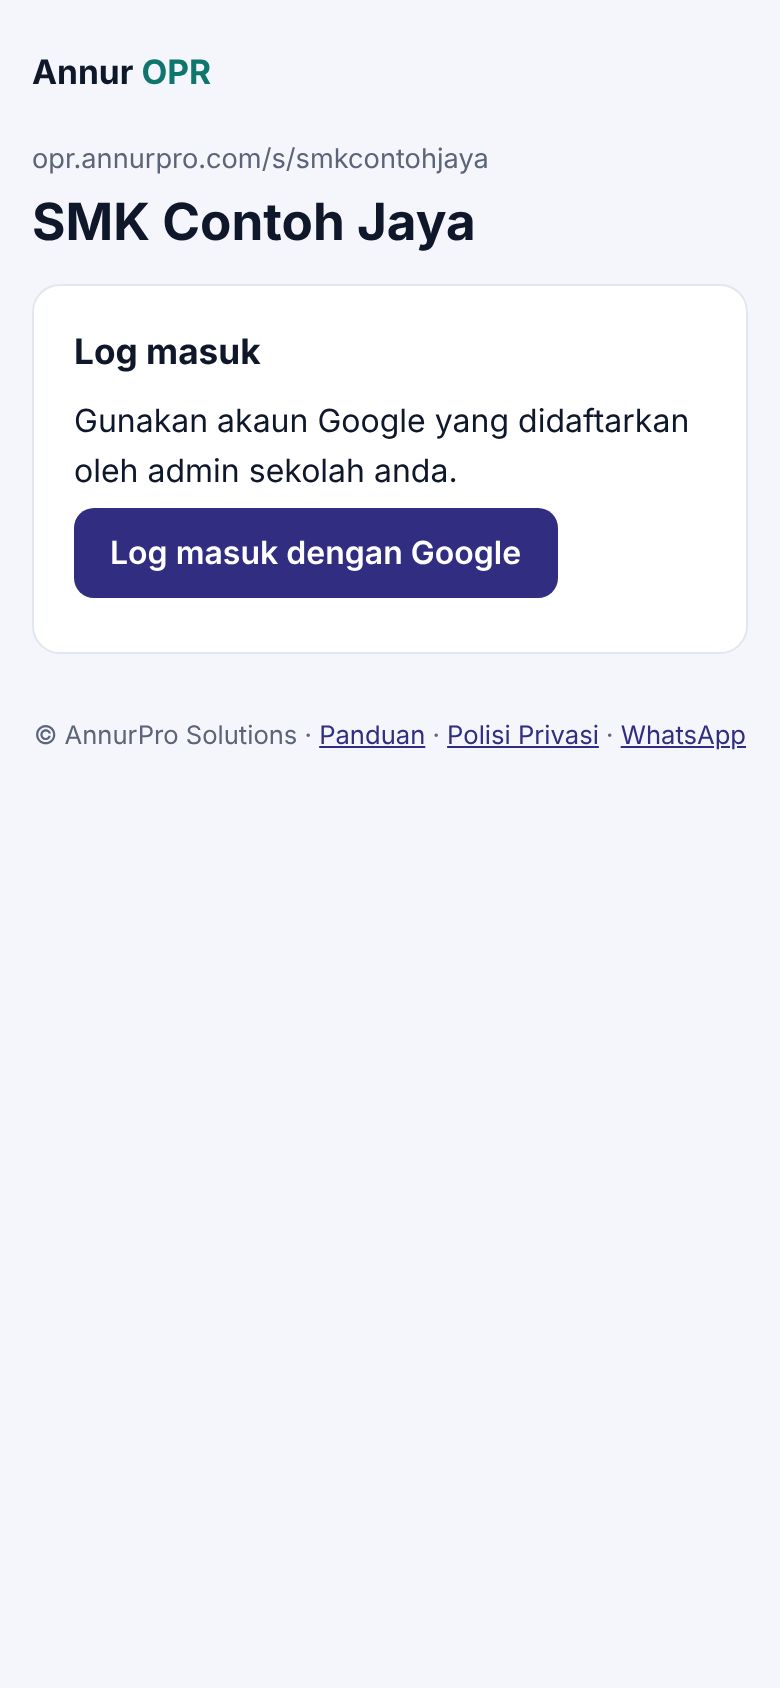 Annur OPR
opr.annurpro.com/s/smkcontohjaya
SMK Contoh Jaya
Log masuk
Gunakan akaun Google yang didaftarkan
oleh admin sekolah anda.
Log masuk dengan Google
© AnnurPro Solutions · Panduan · Polisi Privasi · WhatsApp